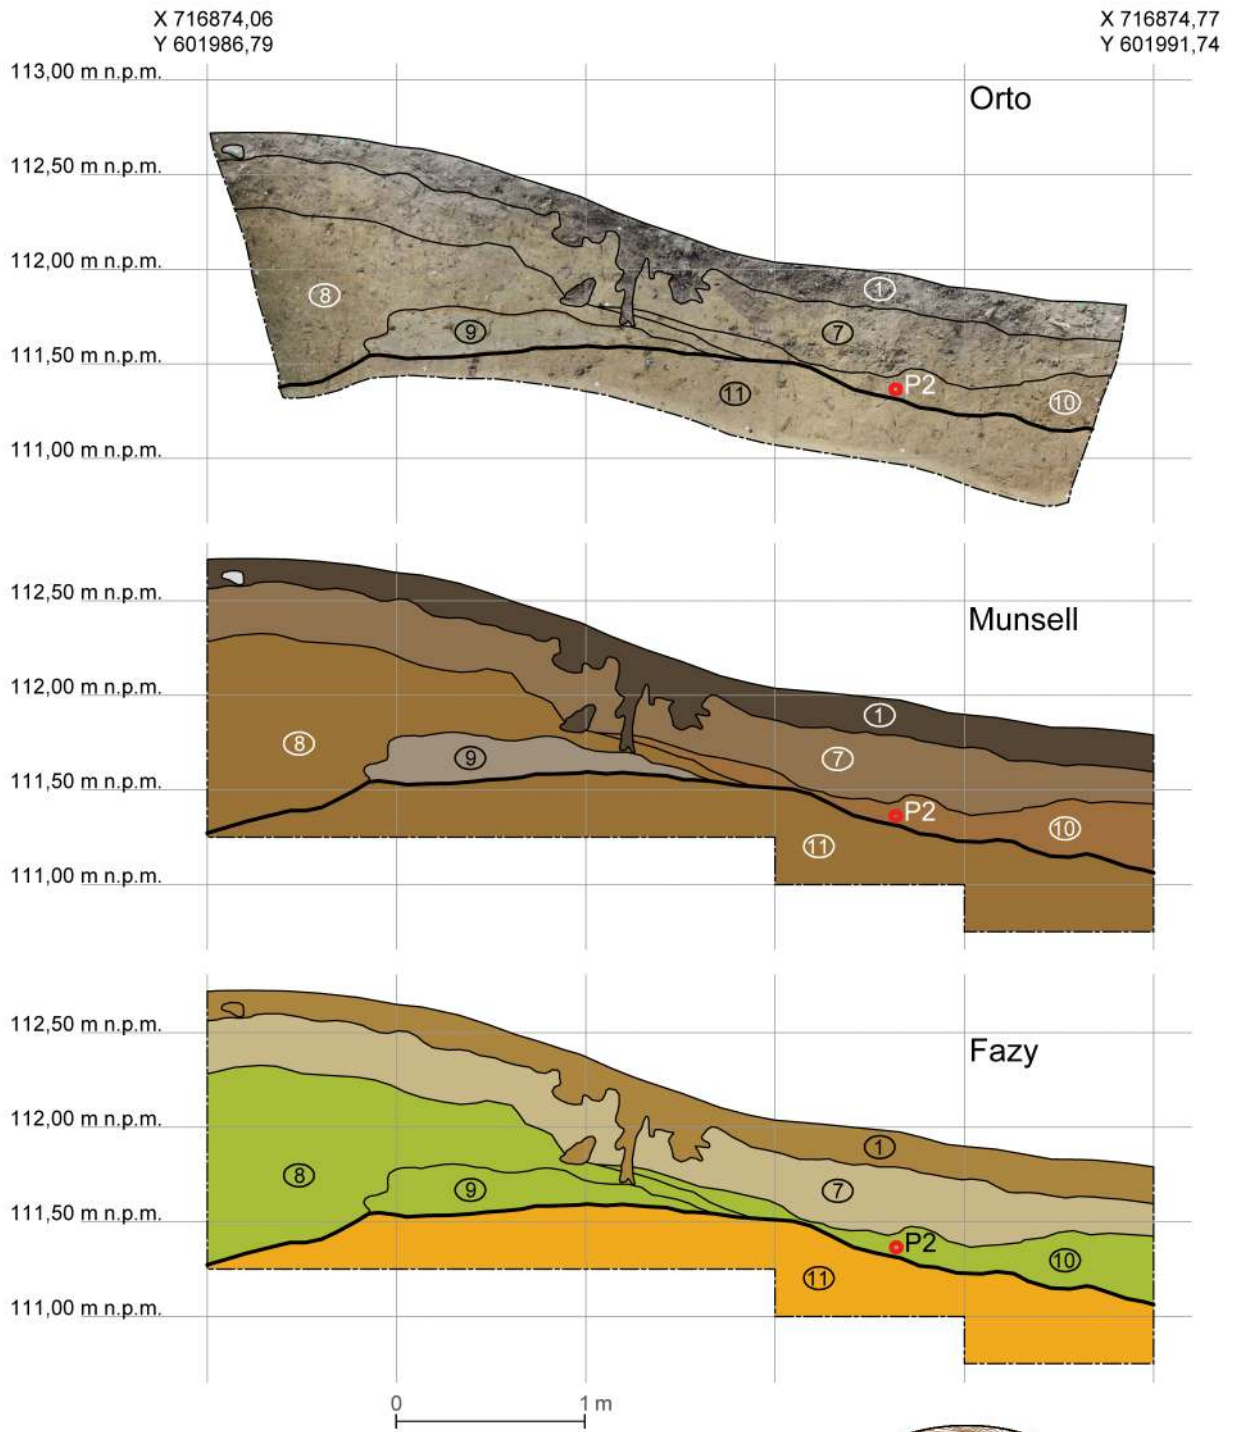 X 716874,06
Y 601986,79
X 716874,77
Y 601991,74
113,00 m n.p.m.
Orto
112,50 m n.p.m.
112,00 m n.p.m.
1
8
9
7
111,50 m n.p.m.
11
P2
10
111,00 m n.p.m.
112,50 m n.p.m.
Munsell
112,00 m n.p.m.
1
8
9
7
111,50 m n.p.m.
P2
10
11
111,00 m n.p.m.
112,50 m n.p.m.
Fazy
112,00 m n.p.m.
1
8
9
7
111,50 m n.p.m.
P2
10
11
111,00 m n.p.m.
0 1 m